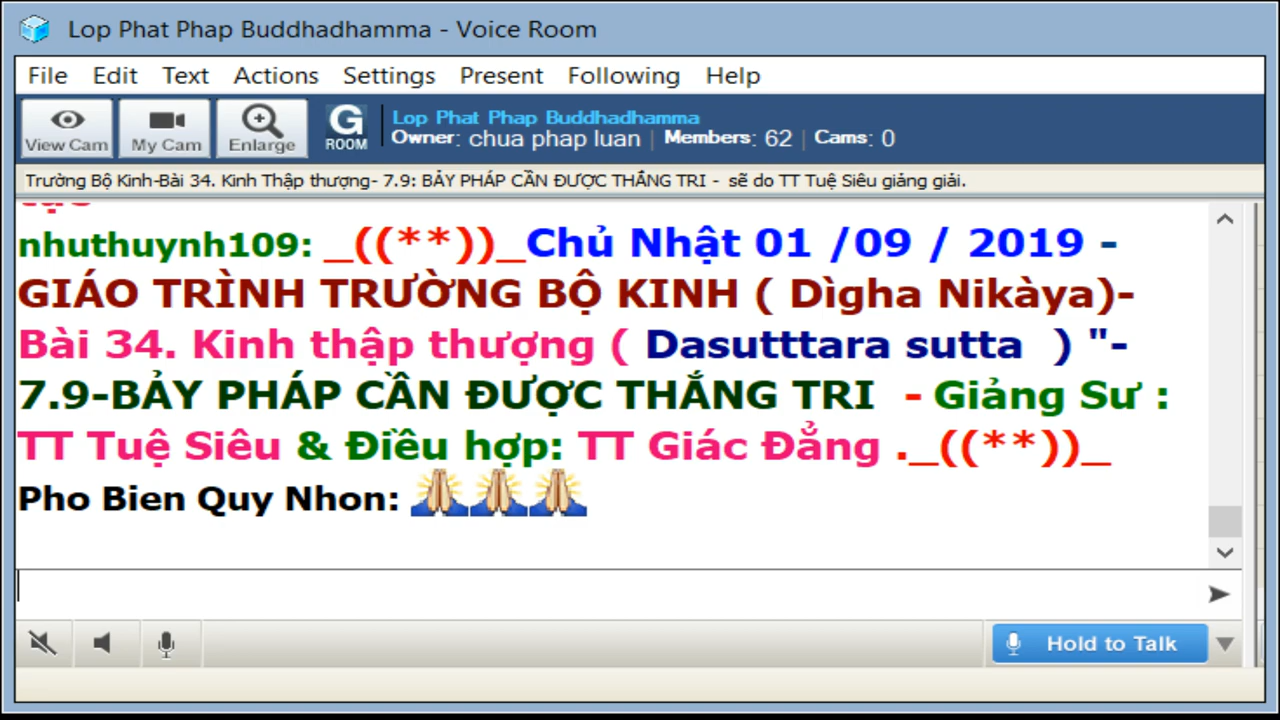 Lop Phat Phap Buddhadhamma - Voice Room
File Edit Text Actions Settings Present Following Help
View Cam My Cam Enlarge G ROOM Lop Phat Phap Buddhadhamma
Owner: chua phap luan | Members: 62 | Cams: 0
Trường Bộ Kinh-Bài 34. Kinh Thập thượng- 7.9: BẢY PHÁP CẦN ĐƯỢC THẮNG TRI - sẽ do TT Tuệ Siêu giảng giải.
nhuthuynh109: _((**))_Chủ Nhật 01 /09 / 2019 -
GIÁO TRÌNH TRƯỜNG BỘ KINH ( Dìgha Nikàya)-
Bài 34. Kinh thập thượng ( Dasutttara sutta ) "-
7.9-BẢY PHÁP CẦN ĐƯỢC THẮNG TRI - Giảng Sư :
TT Tuệ Siêu & Điều hợp: TT Giác Đẳng ._((**))_
Pho Bien Quy Nhon: 🙏🙏🙏
Hold to Talk